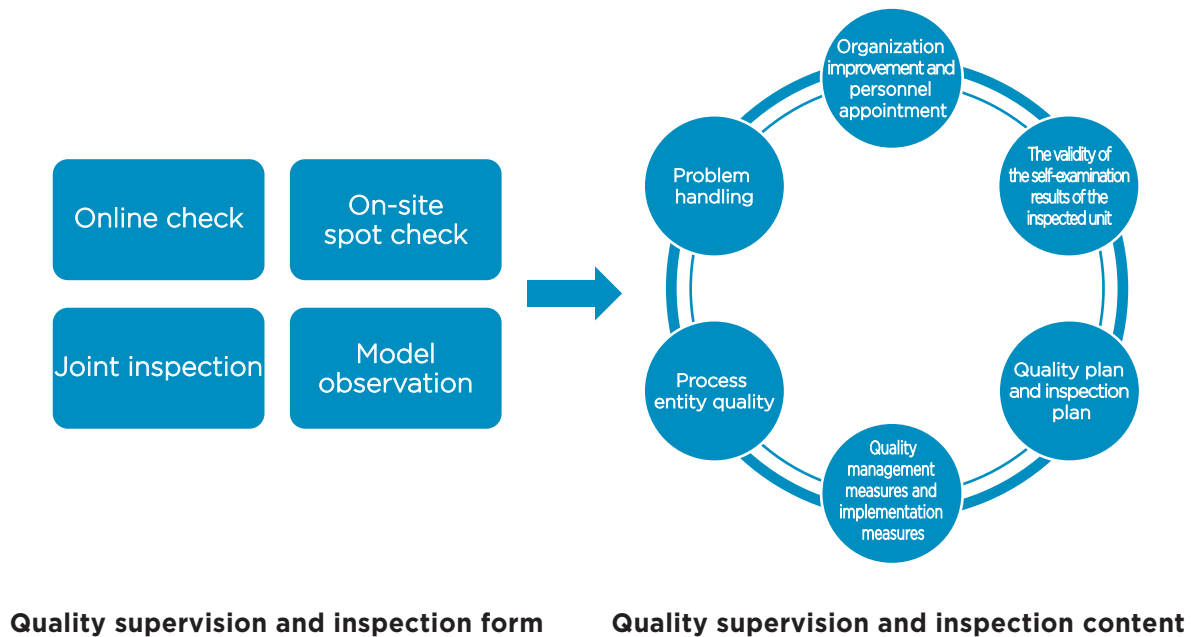 Online check
On-site
spot check
Joint inspection
Model
observation
Organization
improvement and
personnel
appointment
The validity of
the self-examination
results of the
inspected unit
Quality plan
and inspection
plan
Quality
management
measures and
implementation
measures
Process
entity quality
Problem
handling
Quality supervision and inspection form
Quality supervision and inspection content